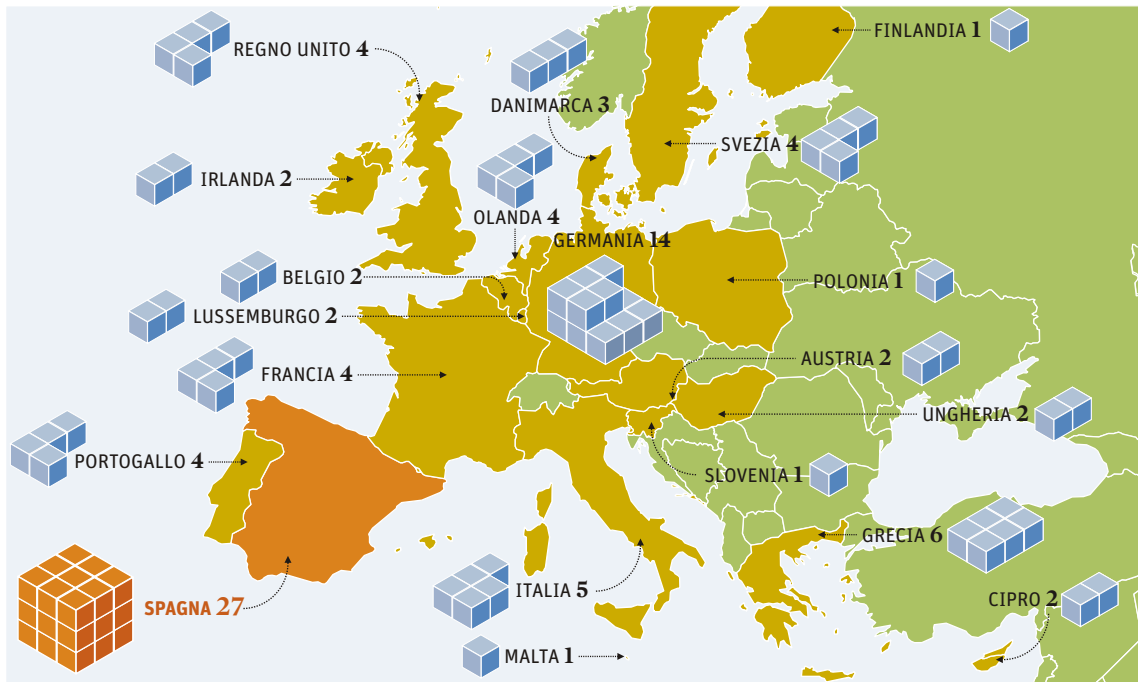 REGNO UNITO 4
FINLANDIA 1
DANIMARCA 3
SVEZIA 4
IRLANDA 2
OLANDA 4
GERMANIA 14
BELGIO 2
POLONIA 1
LUSSEMBURGO 2
AUSTRIA 2
FRANCIA 4
UNGHERIA 2
PORTOGALLO 4
SLOVENIA 1
GRECIA 6
ITALIA 5
SPAGNA 27
CIPRO 2
MALTA 1